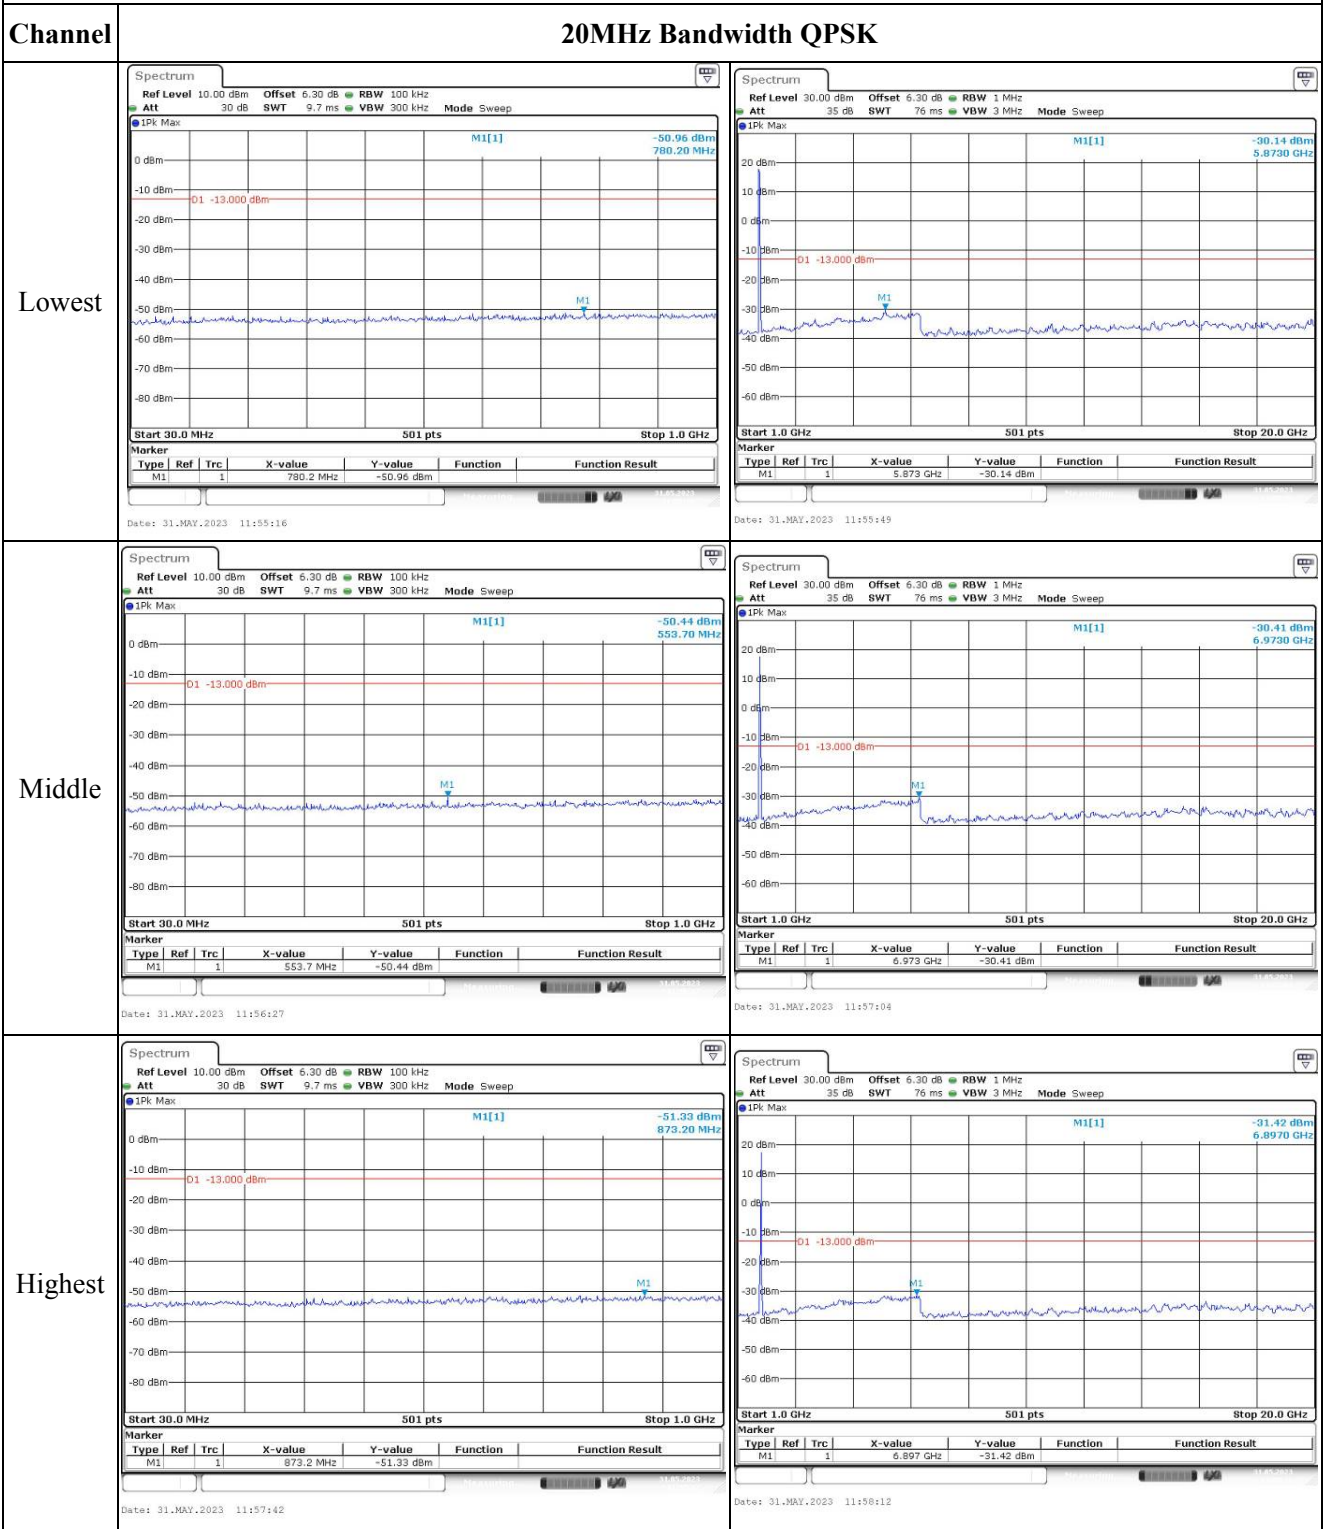 Channel 20MHz Bandwidth QPSK
Lowest
Spectrum
Ref Level 10.00 dBm Offset 6.30 dB RBW 100 kHz
Att 30 dB SWT 9.7 ms VBW 300 kHz Mode Sweep
1Pk Max
M1[1] -50.96 dBm
780.20 MHz
0 dBm
-10 dBm
D1 -13.000 dBm
-20 dBm
-30 dBm
-40 dBm
M1
-50 dBm
-60 dBm
-70 dBm
-80 dBm
Start 30.0 MHz 501 pts Stop 1.0 GHz
Marker
Type Ref Trc X-value Y-value Function Function Result
M1 1 780.2 MHz -50.96 dBm
Date: 31.MAY.2023 11:55:16
Spectrum
Ref Level 30.00 dBm Offset 6.30 dB RBW 1 MHz
Att 35 dB SWT 76 ms VBW 3 MHz Mode Sweep
1Pk Max
M1[1] -30.14 dBm
5.8730 GHz
20 dBm
10 dBm
0 dBm
-10 dBm
D1 -13.000 dBm
-20 dBm
M1
-30 dBm
-40 dBm
-50 dBm
-60 dBm
Start 1.0 GHz 501 pts Stop 20.0 GHz
Marker
Type Ref Trc X-value Y-value Function Function Result
M1 1 5.873 GHz -30.14 dBm
Date: 31.MAY.2023 11:55:49
Middle
Spectrum
Ref Level 10.00 dBm Offset 6.30 dB RBW 100 kHz
Att 30 dB SWT 9.7 ms VBW 300 kHz Mode Sweep
1Pk Max
M1[1] -50.44 dBm
553.70 MHz
0 dBm
-10 dBm
D1 -13.000 dBm
-20 dBm
-30 dBm
-40 dBm
M1
-50 dBm
-60 dBm
-70 dBm
-80 dBm
Start 30.0 MHz 501 pts Stop 1.0 GHz
Marker
Type Ref Trc X-value Y-value Function Function Result
M1 1 553.7 MHz -50.44 dBm
Date: 31.MAY.2023 11:56:27
Spectrum
Ref Level 30.00 dBm Offset 6.30 dB RBW 1 MHz
Att 35 dB SWT 76 ms VBW 3 MHz Mode Sweep
1Pk Max
M1[1] -30.41 dBm
6.9730 GHz
20 dBm
10 dBm
0 dBm
-10 dBm
D1 -13.000 dBm
-20 dBm
M1
-30 dBm
-40 dBm
-50 dBm
-60 dBm
Start 1.0 GHz 501 pts Stop 20.0 GHz
Marker
Type Ref Trc X-value Y-value Function Function Result
M1 1 6.973 GHz -30.41 dBm
Date: 31.MAY.2023 11:57:04
Highest
Spectrum
Ref Level 10.00 dBm Offset 6.30 dB RBW 100 kHz
Att 30 dB SWT 9.7 ms VBW 300 kHz Mode Sweep
1Pk Max
M1[1] -51.33 dBm
873.20 MHz
0 dBm
-10 dBm
D1 -13.000 dBm
-20 dBm
-30 dBm
-40 dBm
M1
-50 dBm
-60 dBm
-70 dBm
-80 dBm
Start 30.0 MHz 501 pts Stop 1.0 GHz
Marker
Type Ref Trc X-value Y-value Function Function Result
M1 1 873.2 MHz -51.33 dBm
Date: 31.MAY.2023 11:57:42
Spectrum
Ref Level 30.00 dBm Offset 6.30 dB RBW 1 MHz
Att 35 dB SWT 76 ms VBW 3 MHz Mode Sweep
1Pk Max
M1[1] -31.42 dBm
6.8970 GHz
20 dBm
10 dBm
0 dBm
-10 dBm
D1 -13.000 dBm
-20 dBm
M1
-30 dBm
-40 dBm
-50 dBm
-60 dBm
Start 1.0 GHz 501 pts Stop 20.0 GHz
Marker
Type Ref Trc X-value Y-value Function Function Result
M1 1 6.897 GHz -31.42 dBm
Date: 31.MAY.2023 11:58:12